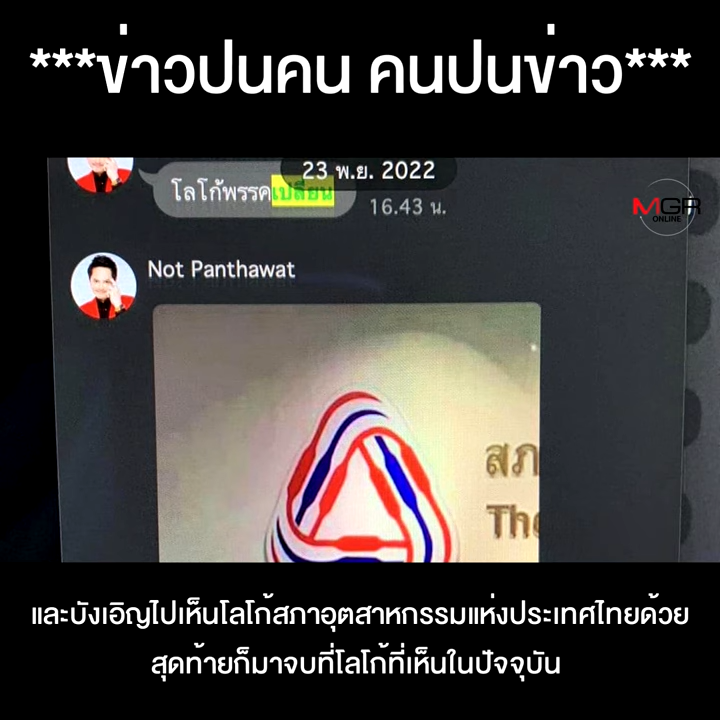 ***ข่าวปนคน คนปนข่าว***
23 พ.ย. 2022
โลโก้พรรคเปลี่ยน
16.43 น.
MGR
ONLINE
Not Panthawat
สภ
The
และบังเอิญไปเห็นโลโก้สภาอุตสาหกรรมแห่งประเทศไทยด้วย
สุดท้ายก็มาจบที่โลโก้ที่เห็นในปัจจุบัน